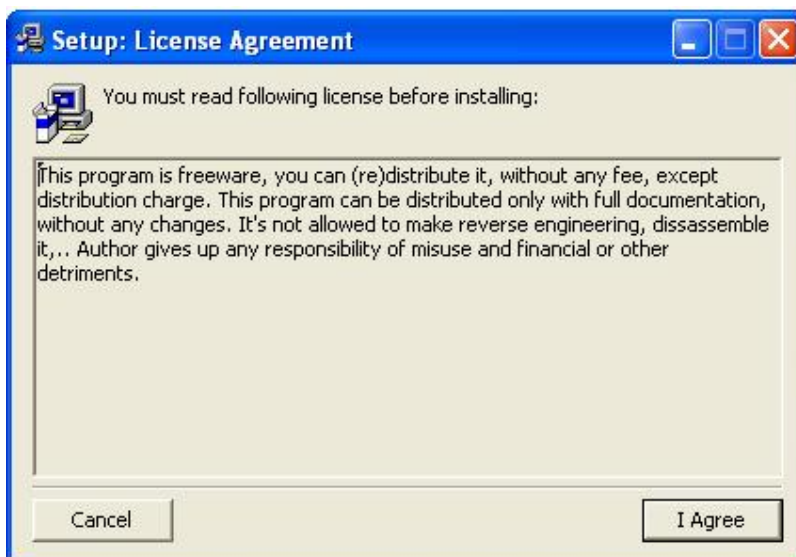 Setup: License Agreement
You must read following license before installing:
This program is freeware, you can (re)distribute it, without any fee, except
distribution charge. This program can be distributed only with full documentation,
without any changes. It's not allowed to make reverse engineering, dissassemble
it,.. Author gives up any responsibility of misuse and financial or other
detriments.
Cancel
I Agree